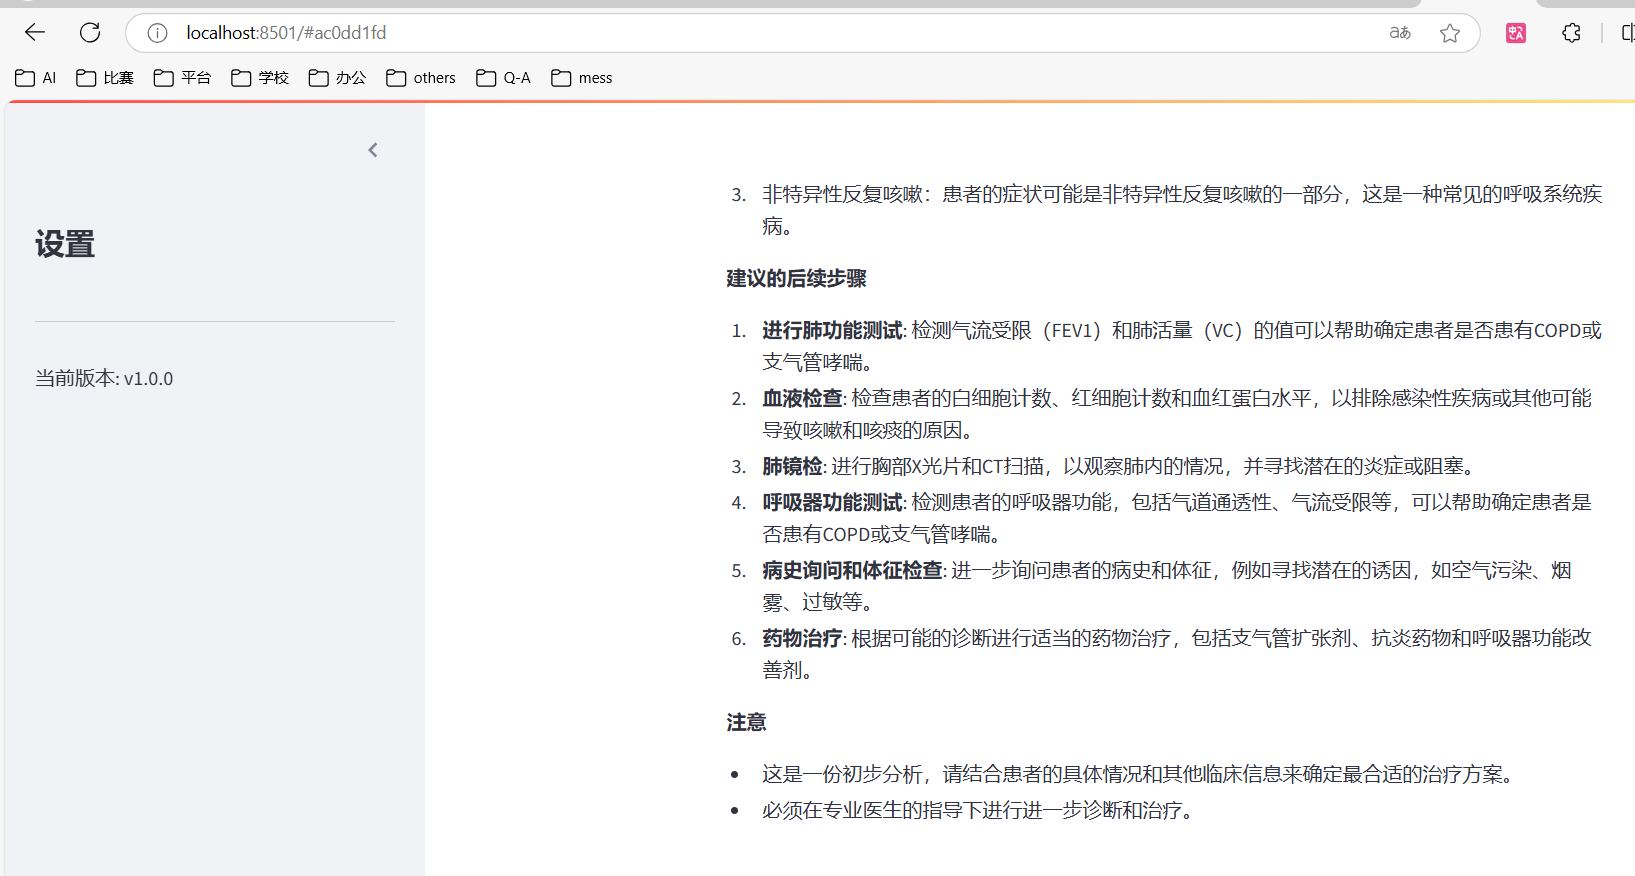 localhost:8501/#ac0dd1fd
aあ
中A
AI
比赛
平台
学校
办公
others
Q-A
mess
设置
当前版本: v1.0.0
3. 非特异性反复咳嗽：患者的症状可能是非特异性反复咳嗽的一部分，这是一种常见的呼吸系统疾
病。
建议的后续步骤
1. 进行肺功能测试: 检测气流受限（FEV1）和肺活量（VC）的值可以帮助确定患者是否患有COPD或
支气管哮喘。
2. 血液检查: 检查患者的白细胞计数、红细胞计数和血红蛋白水平，以排除感染性疾病或其他可能
导致咳嗽和咳痰的原因。
3. 肺镜检: 进行胸部X光片和CT扫描，以观察肺内的情况，并寻找潜在的炎症或阻塞。
4. 呼吸器功能测试: 检测患者的呼吸器功能，包括气道通透性、气流受限等，可以帮助确定患者是
否患有COPD或支气管哮喘。
5. 病史询问和体征检查: 进一步询问患者的病史和体征，例如寻找潜在的诱因，如空气污染、烟
雾、过敏等。
6. 药物治疗: 根据可能的诊断进行适当的药物治疗，包括支气管扩张剂、抗炎药物和呼吸器功能改
善剂。
注意
• 这是一份初步分析，请结合患者的具体情况和其他临床信息来确定最合适的治疗方案。
• 必须在专业医生的指导下进行进一步诊断和治疗。